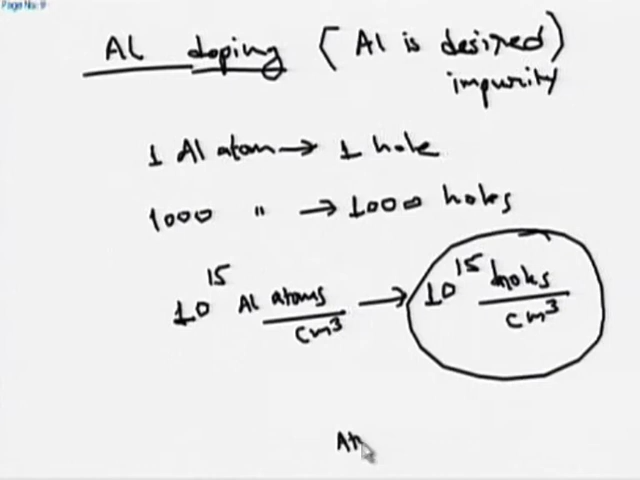 Page No: 9
Al doping (Al is desired)
impurity
1 Al atom → 1 hole
1000 " → 1000 holes
10^15 Al atoms/cm^3 → 10^15 holes/cm^3
At